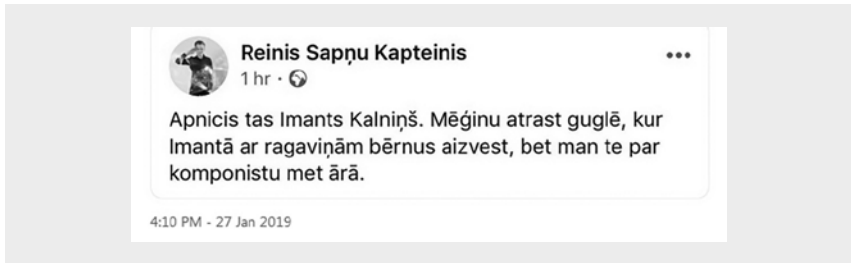 Reinis Sapņu Kapteinis
1 hr ·
Apnicis tas Imants Kalniņš. Mēģinu atrast guglē, kur
Imantā ar ragaviņām bērnus aizvest, bet man te par
komponistu met ārā.
4:10 PM - 27 Jan 2019